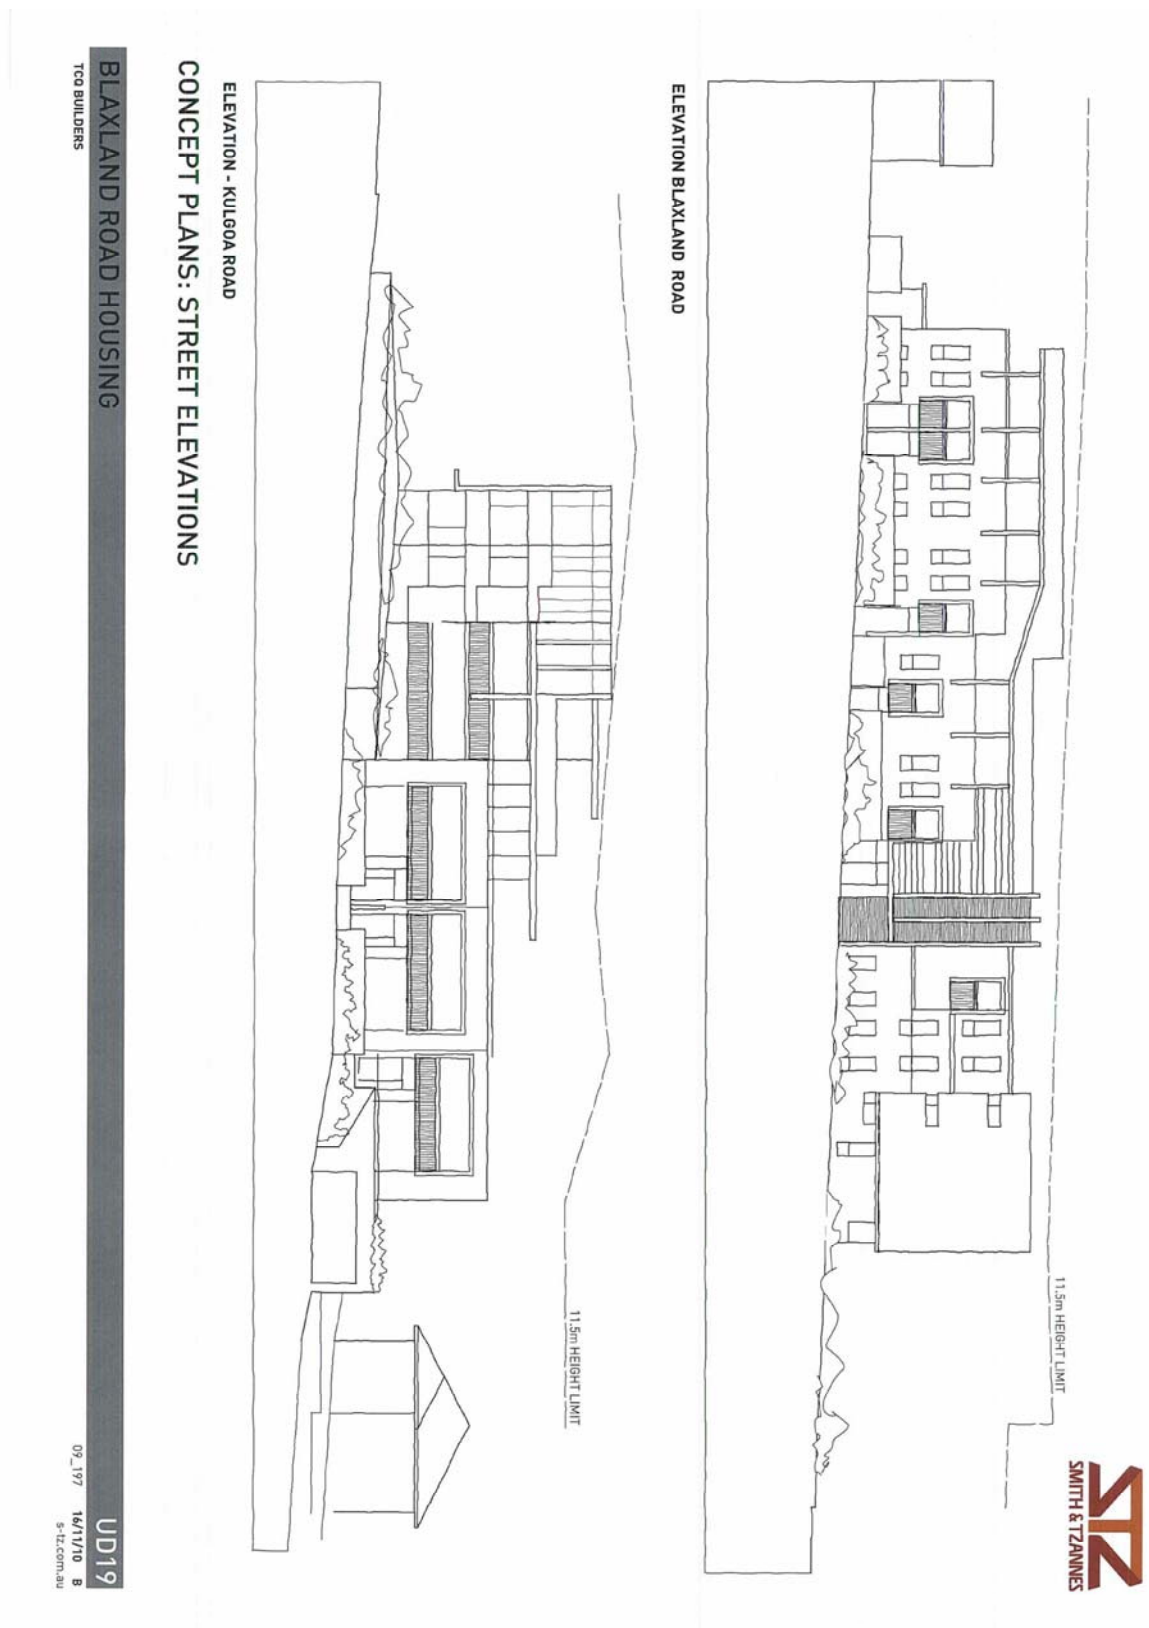 SMITH & TZANNES
11.5m HEIGHT LIMIT
ELEVATION BLAXLAND ROAD
11.5m HEIGHT LIMIT
ELEVATION - KULGOA ROAD
CONCEPT PLANS: STREET ELEVATIONS
BLAXLAND ROAD HOUSING
UD19
TCQ BUILDERS
09_197 16/11/10 B
s-tz.com.au